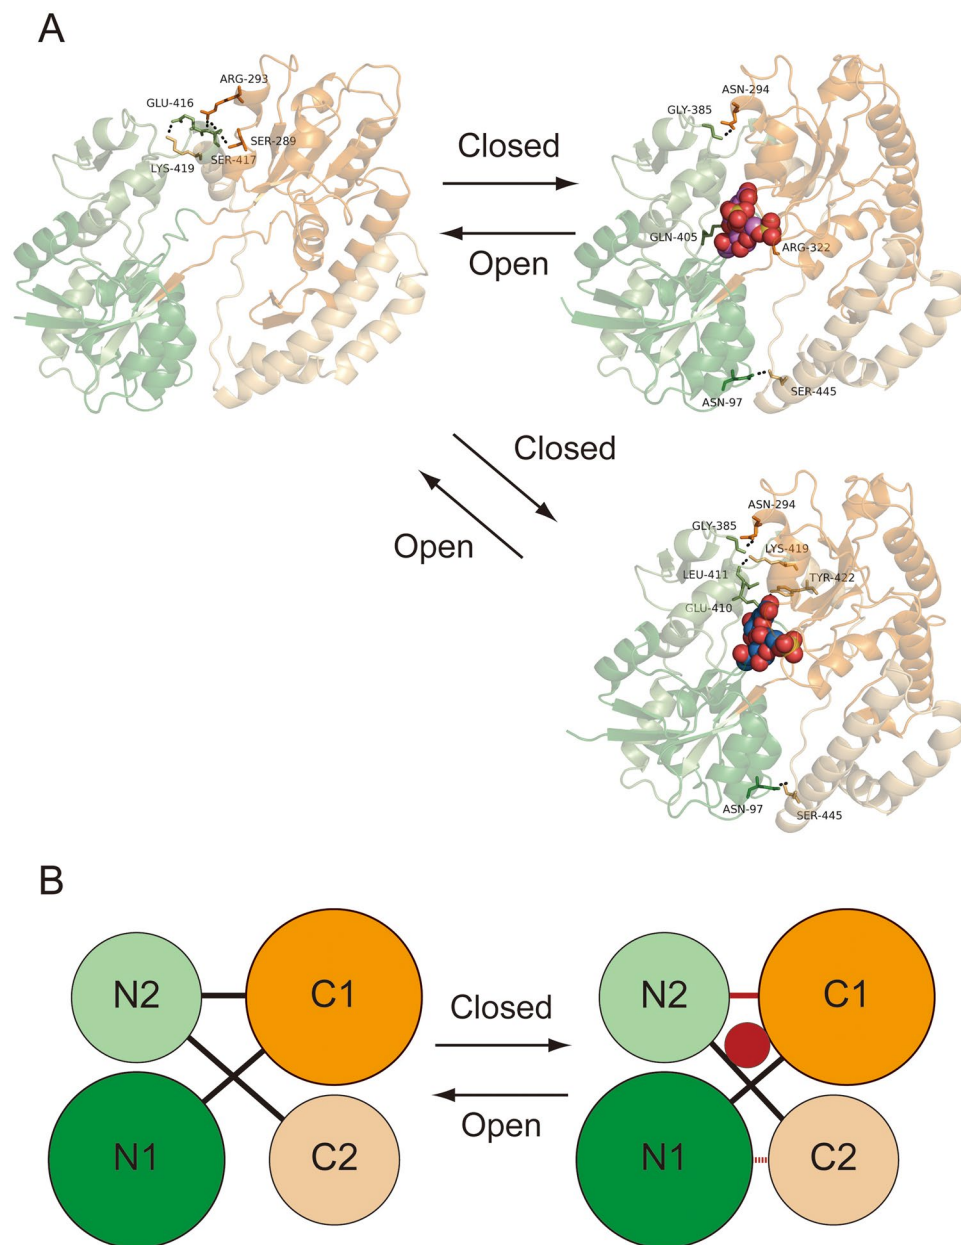 A
ARG-293
GLU-416
SER-289
SER-417
LYS-419
Closed
Open
ASN-294
GLY-385
GLN-405
ARG-322
ASN-97
SER-445
Closed
Open
ASN-294
GLY-385
LYS-419
LEU-411
TYR-422
GLU-410
ASN-97
SER-445
B
N2
C1
N1
C2
Closed
Open
N2
C1
N1
C2